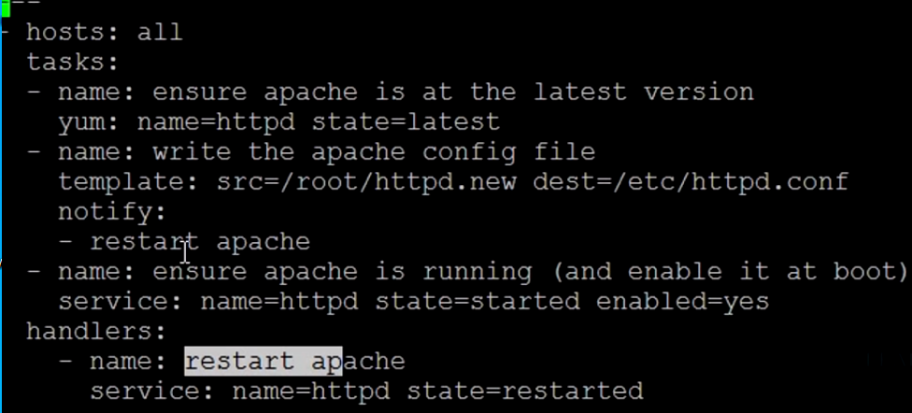 ---
- hosts: all
  tasks:
  - name: ensure apache is at the latest version
    yum: name=httpd state=latest
  - name: write the apache config file
    template: src=/root/httpd.new dest=/etc/httpd.conf
    notify:
    - restart apache
  - name: ensure apache is running (and enable it at boot)
    service: name=httpd state=started enabled=yes
  handlers:
    - name: restart apache
      service: name=httpd state=restarted